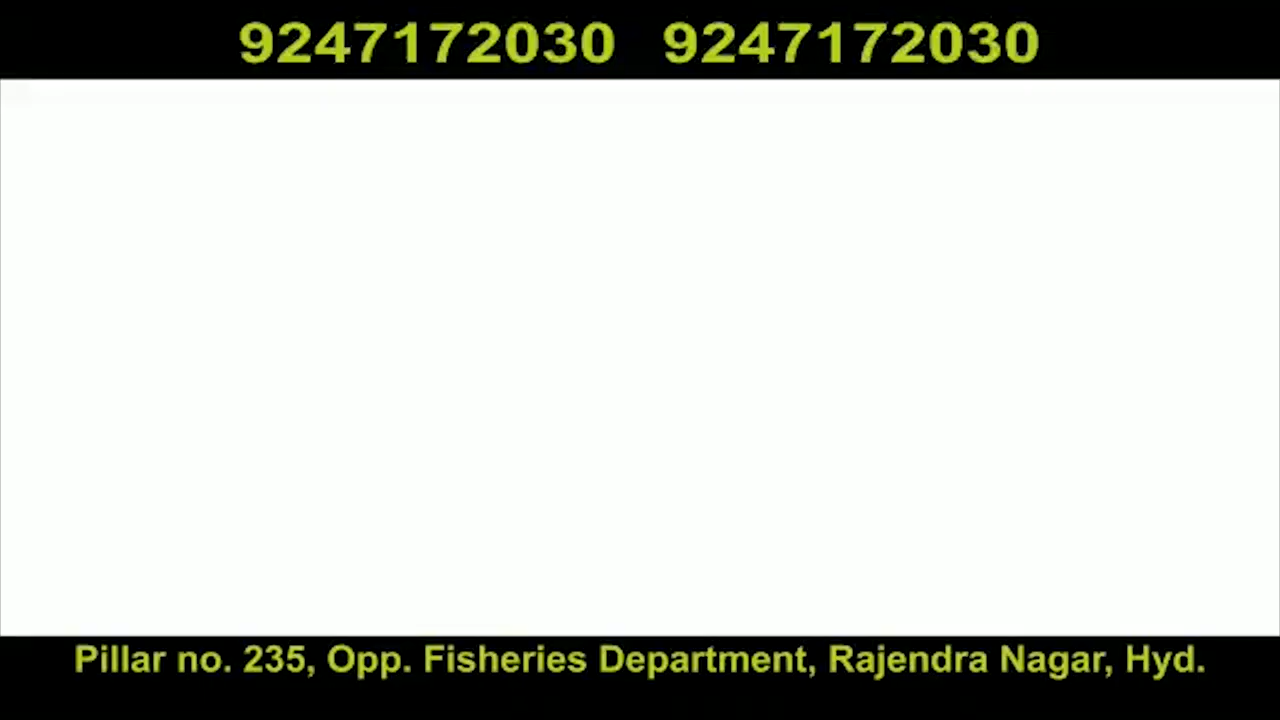 9247172030 9247172030
Pillar no. 235, Opp. Fisheries Department, Rajendra Nagar, Hyd.